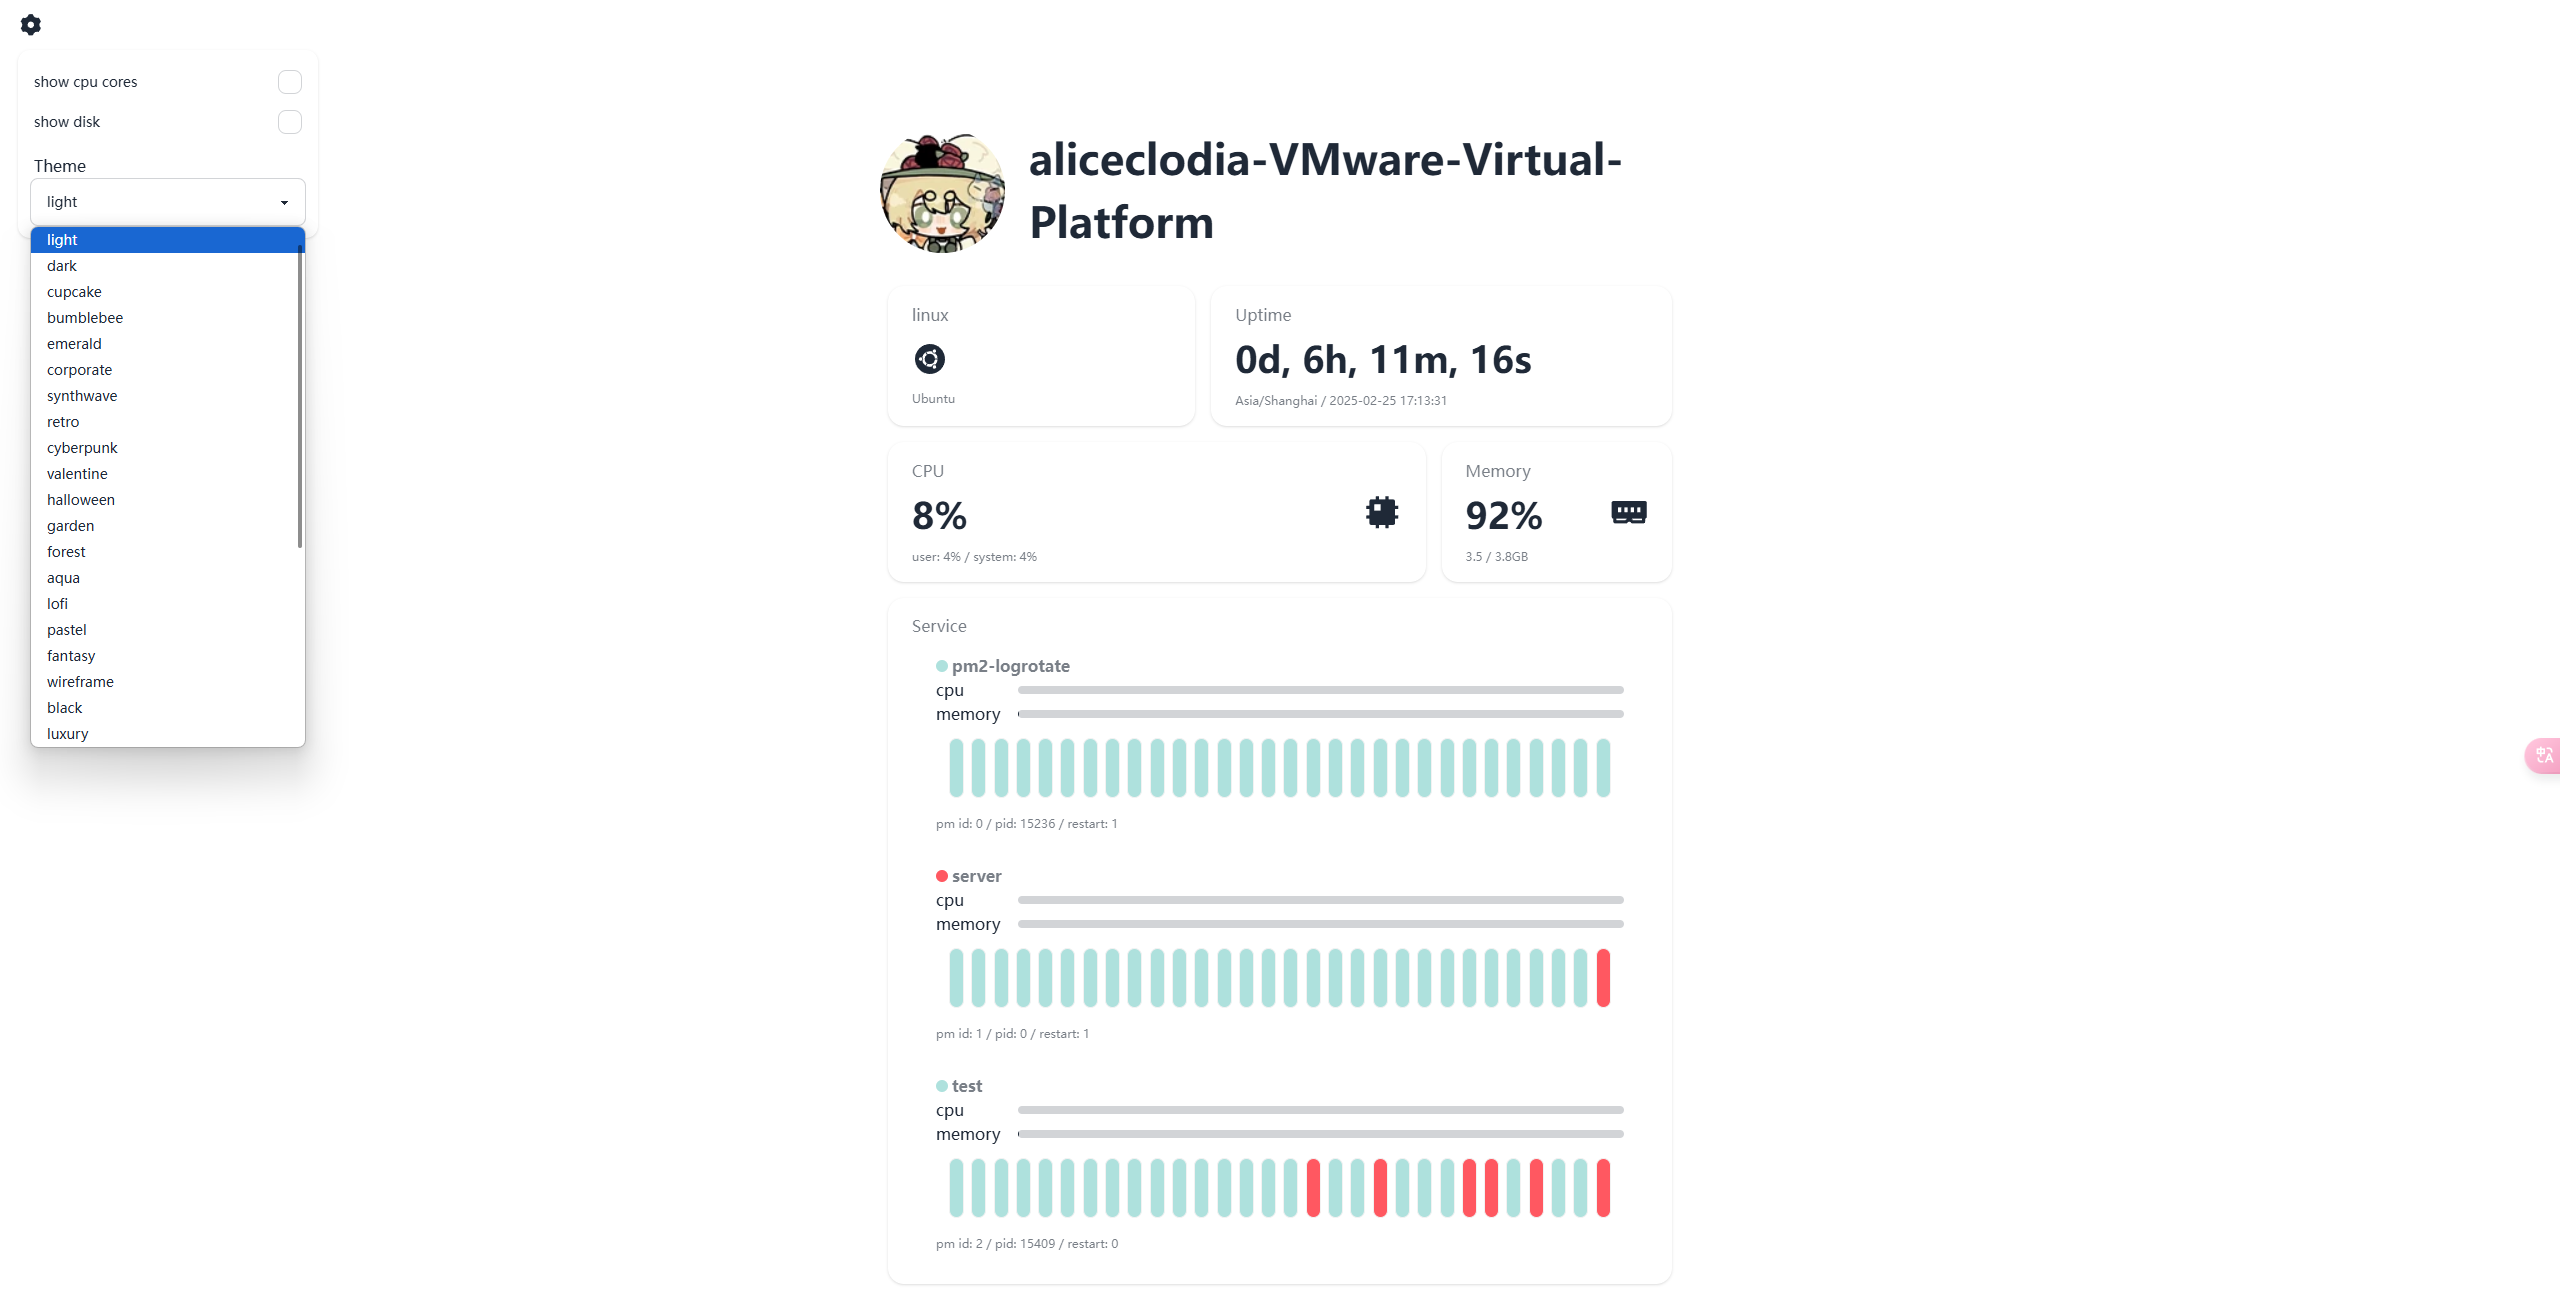 show cpu cores
show disk
Theme
light
light
dark
cupcake
bumblebee
emerald
corporate
synthwave
retro
cyberpunk
valentine
halloween
garden
forest
aqua
lofi
pastel
fantasy
wireframe
black
luxury
aliceclodia-VMware-Virtual-
Platform
linux
Ubuntu
Uptime
0d, 6h, 11m, 16s
Asia/Shanghai / 2025-02-25 17:13:31
CPU
8%
user: 4% / system: 4%
Memory
92%
3.5 / 3.8GB
Service
pm2-logrotate
cpu
memory
pm id: 0 / pid: 15236 / restart: 1
server
cpu
memory
pm id: 1 / pid: 0 / restart: 1
test
cpu
memory
pm id: 2 / pid: 15409 / restart: 0